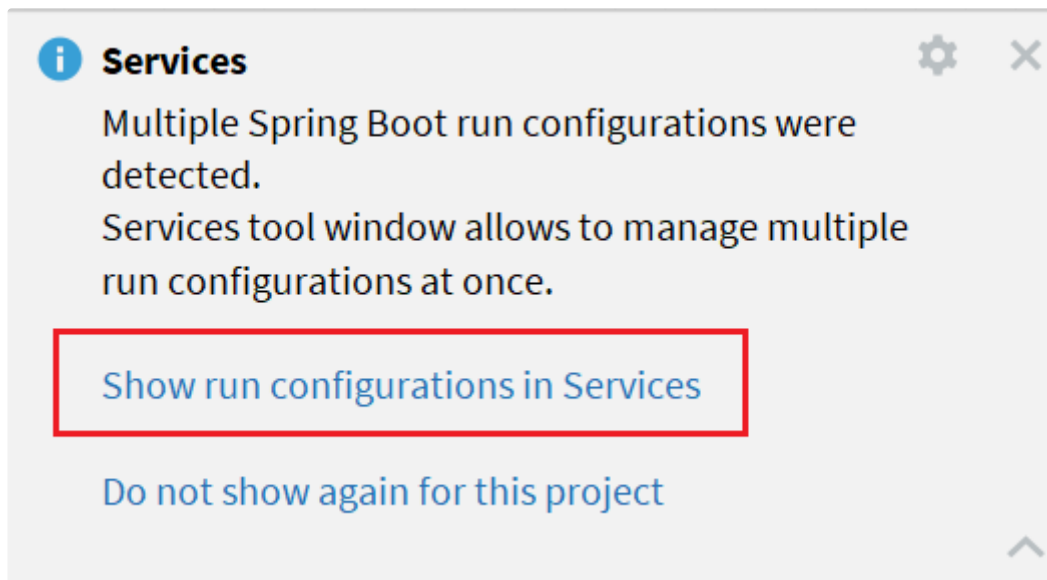 Services
Multiple Spring Boot run configurations were
detected.
Services tool window allows to manage multiple
run configurations at once.
Show run configurations in Services
Do not show again for this project